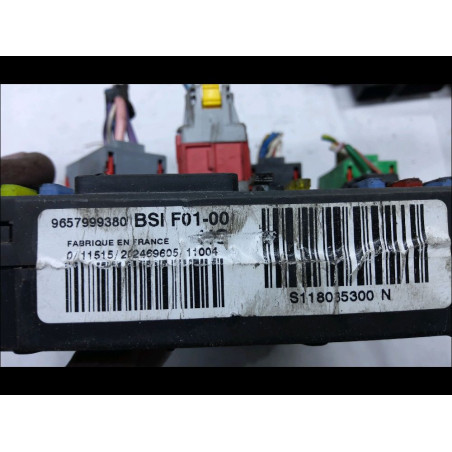 9657999380 BSI F01-00
FABRIQUE EN FRANCE
0/11515/202469605/11004
S118085300 N